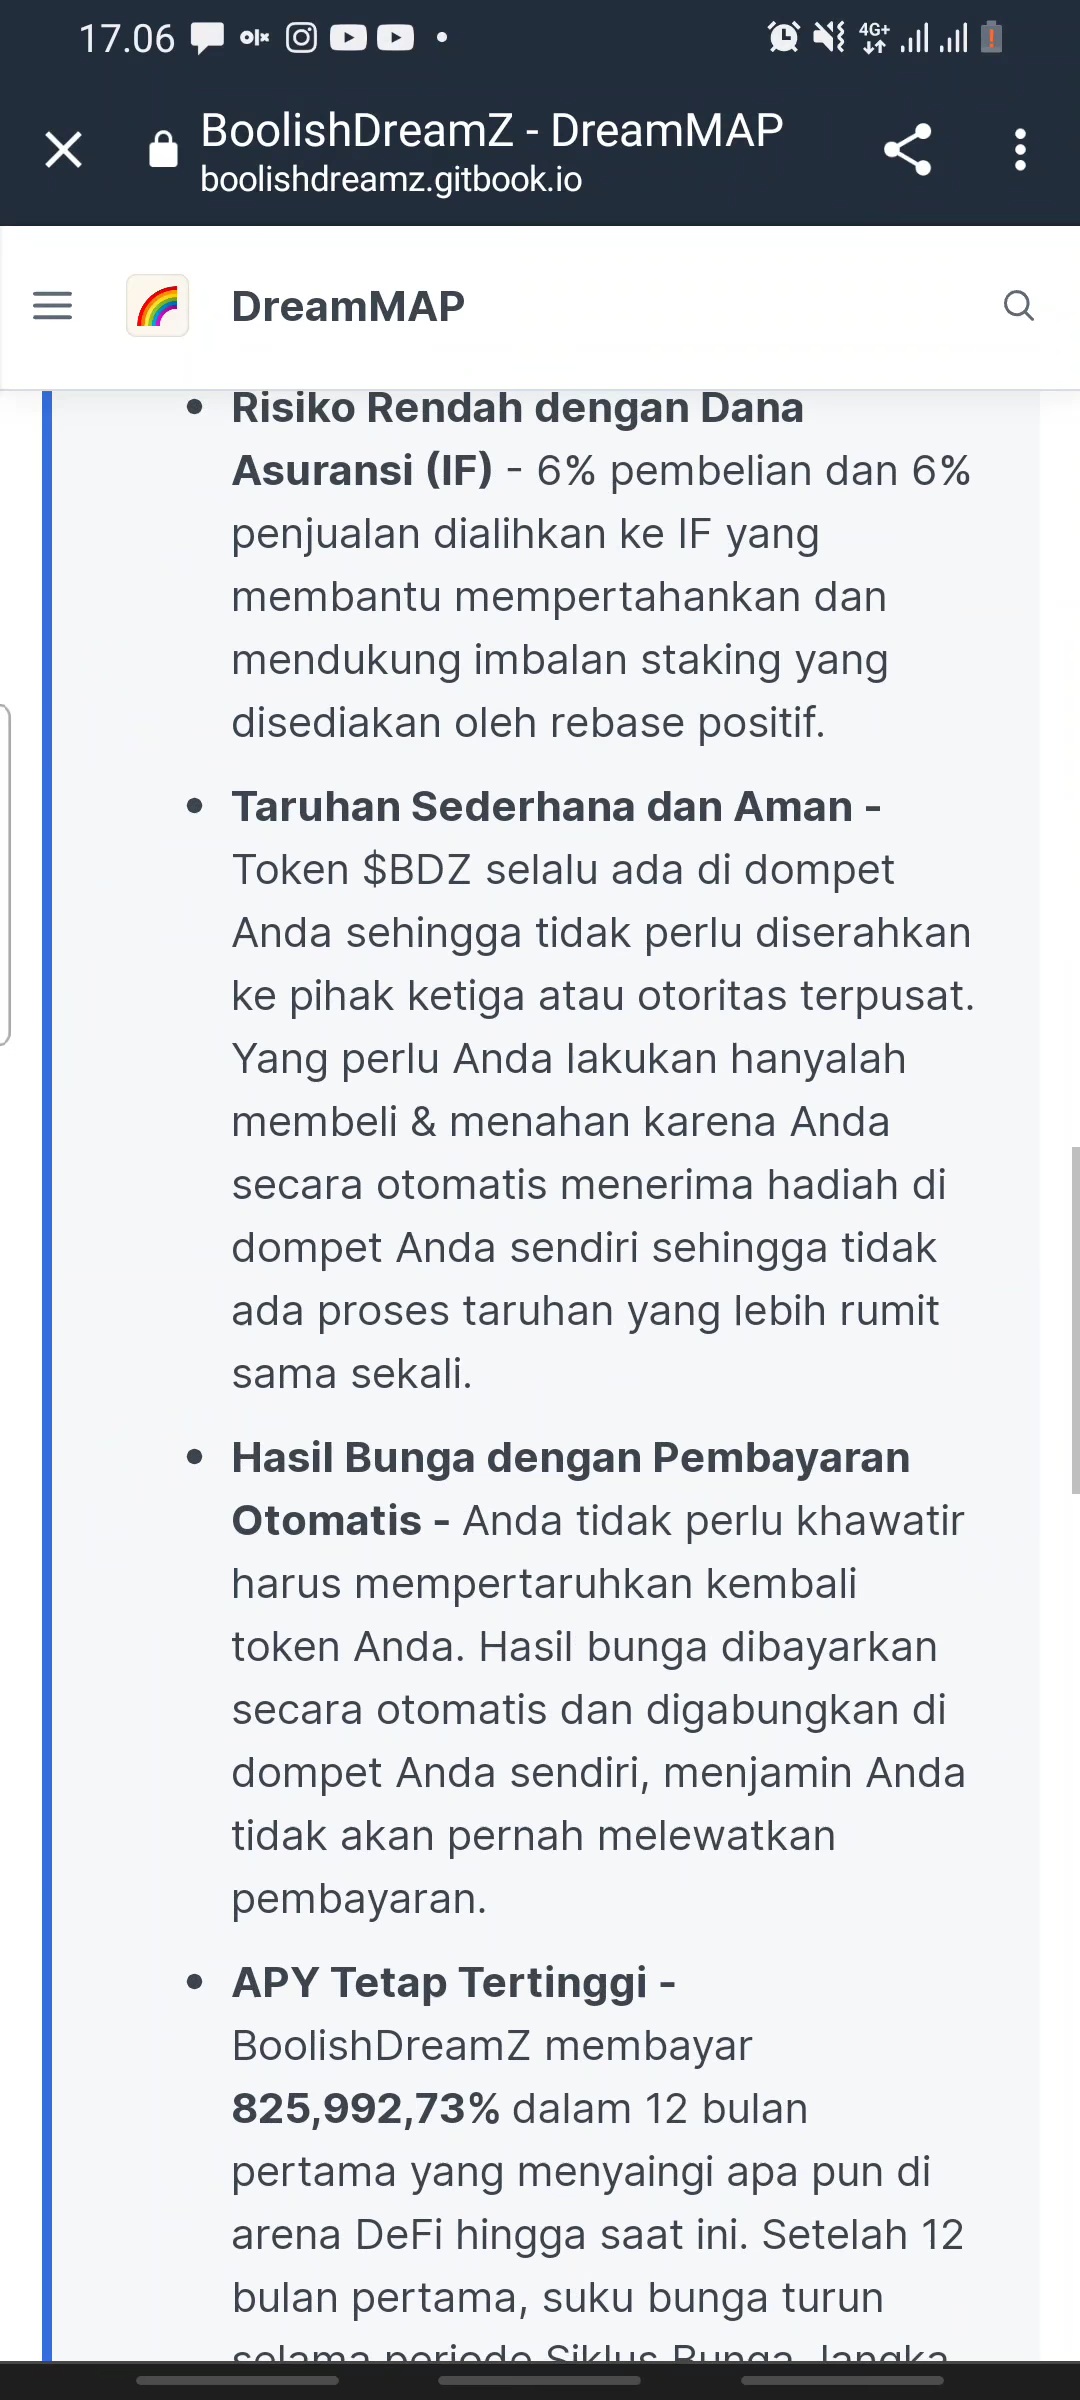 17.06
olx
4G+
BoolishDreamZ - DreamMAP
boolishdreamz.gitbook.io
DreamMAP
• Risiko Rendah dengan Dana
Asuransi (IF) - 6% pembelian dan 6%
penjualan dialihkan ke IF yang
membantu mempertahankan dan
mendukung imbalan staking yang
disediakan oleh rebase positif.
• Taruhan Sederhana dan Aman -
Token $BDZ selalu ada di dompet
Anda sehingga tidak perlu diserahkan
ke pihak ketiga atau otoritas terpusat.
Yang perlu Anda lakukan hanyalah
membeli & menahan karena Anda
secara otomatis menerima hadiah di
dompet Anda sendiri sehingga tidak
ada proses taruhan yang lebih rumit
sama sekali.
• Hasil Bunga dengan Pembayaran
Otomatis - Anda tidak perlu khawatir
harus mempertaruhkan kembali
token Anda. Hasil bunga dibayarkan
secara otomatis dan digabungkan di
dompet Anda sendiri, menjamin Anda
tidak akan pernah melewatkan
pembayaran.
• APY Tetap Tertinggi -
BoolishDreamZ membayar
825,992,73% dalam 12 bulan
pertama yang menyaingi apa pun di
arena DeFi hingga saat ini. Setelah 12
bulan pertama, suku bunga turun
selama periode Siklus Bunga Jangka